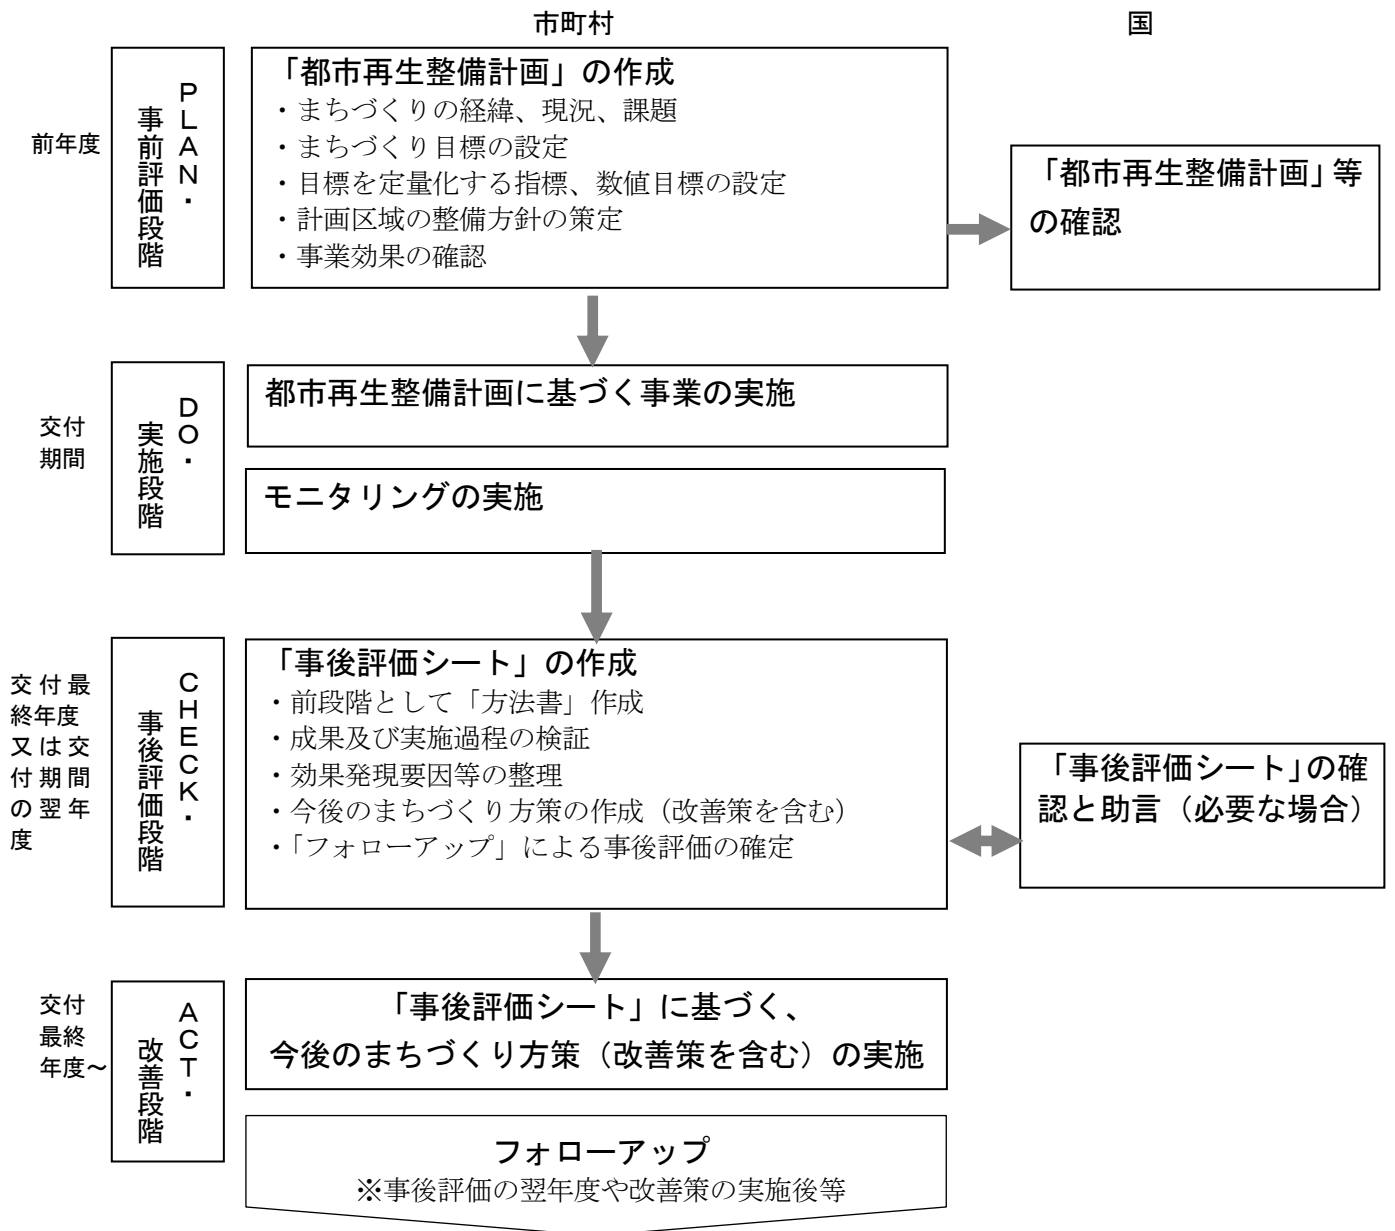 市町村
国
前年度
PLAN・
事前評価段階
「都市再生整備計画」の作成
・まちづくりの経緯、現況、課題
・まちづくり目標の設定
・目標を定量化する指標、数値目標の設定
・計画区域の整備方針の策定
・事業効果の確認
「都市再生整備計画」等
の確認
交付
期間
DO・
実施段階
都市再生整備計画に基づく事業の実施
モニタリングの実施
交付最
終年度
又は交
付期間
の翌年
度
CHECK・
事後評価段階
「事後評価シート」の作成
・前段階として「方法書」作成
・成果及び実施過程の検証
・効果発現要因等の整理
・今後のまちづくり方策の作成（改善策を含む）
・「フォローアップ」による事後評価の確定
「事後評価シート」の確
認と助言（必要な場合）
交付
最終
年度～
ACT・
改善段階
「事後評価シート」に基づく、
今後のまちづくり方策（改善策を含む）の実施
フォローアップ
※事後評価の翌年度や改善策の実施後等